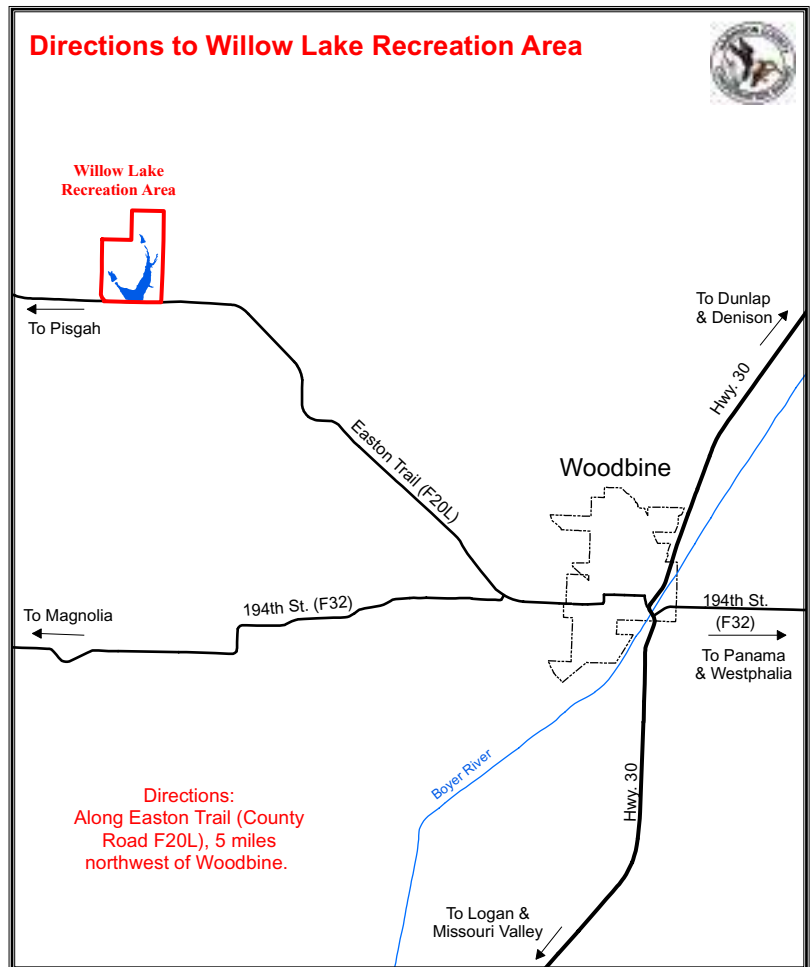 Directions to Willow Lake Recreation Area
Willow Lake
Recreation Area
To Pisgah
To Dunlap
& Denison
Hwy. 30
Easton Trail (F20L)
Woodbine
194th St. (F32)
To Magnolia
194th St.
(F32)
To Panama
& Westphalia
Boyer River
Hwy. 30
Directions:
Along Easton Trail (County
Road F20L), 5 miles
northwest of Woodbine.
To Logan &
Missouri Valley